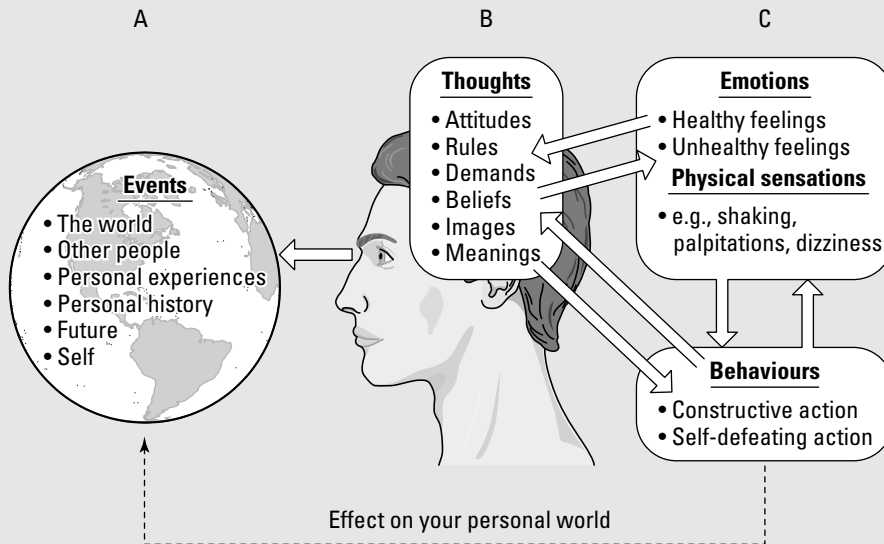 A
B
C
Events
• The world
• Other people
• Personal experiences
• Personal history
• Future
• Self
Thoughts
• Attitudes
• Rules
• Demands
• Beliefs
• Images
• Meanings
Emotions
• Healthy feelings
• Unhealthy feelings
Physical sensations
• e.g., shaking,
palpitations, dizziness
Behaviours
• Constructive action
• Self-defeating action
Effect on your personal world